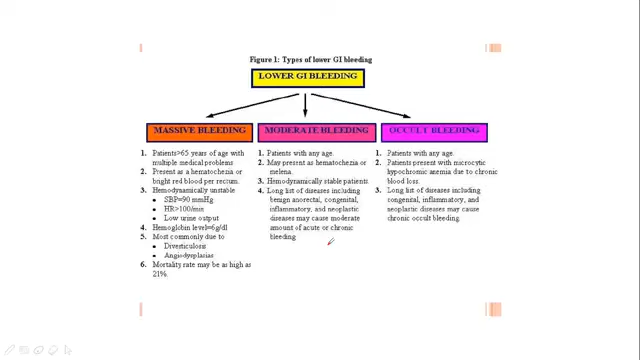 Figure 1: Types of lower GI bleeding
LOWER GI BLEEDING
MASSIVE BLEEDING
1. Patients>65 years of age with
multiple medical problems
2. Present as a hematochezia or
bright red blood per rectum.
3. Hemodynamically unstable
• SBP=90 mmHg
• HR>100/min
• Low urine output
4. Hemoglobin level=6g/dl
5. Most commonly due to
• Diverticulosis
• Angiodysplasias
6. Mortality rate may be as high as
21%.
MODERATE BLEEDING
1. Patients with any age.
2. May present as hematochezia or
melena.
3. Hemodynamically stable patients.
4. Long list of diseases including
benign anorectal, congenital,
inflammatory, and neoplastic
diseases may cause moderate
amount of acute or chronic
bleeding.
OCCULT BLEEDING
1. Patients with any age.
2. Patients present with microcytic
hypochromic anemia due to chronic
blood loss.
3. Long list of diseases including
congenital, inflammatory, and
neoplastic diseases may cause
chronic occult bleeding.